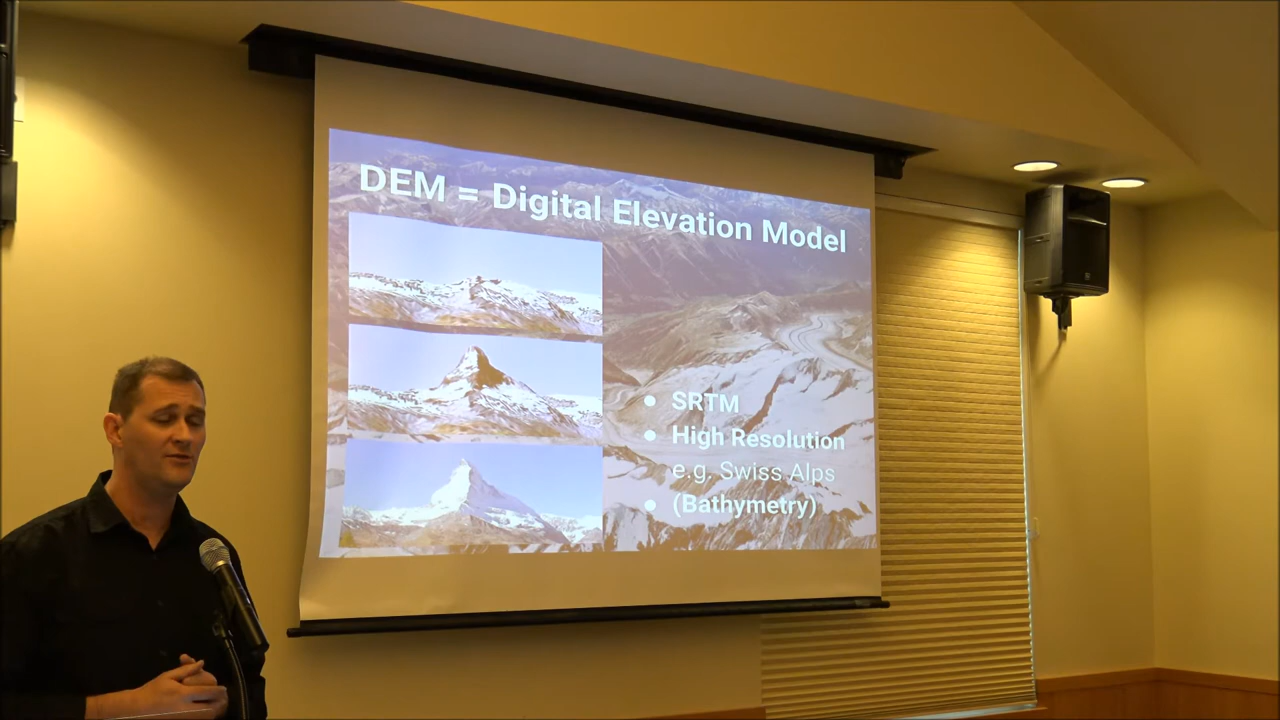 DEM = Digital Elevation Model
● SRTM
● High Resolution
e.g. Swiss Alps
● (Bathymetry)